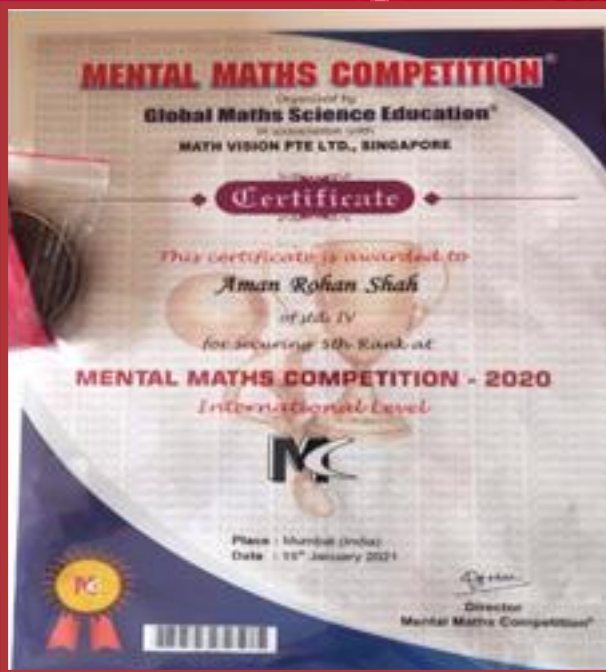 MENTAL MATHS COMPETITION®
Organised by
Global Maths Science Education®
in association with
MATH VISION PTE LTD., SINGAPORE
Certificate
This certificate is awarded to
Aman Rohan Shah
of std. IV
for securing 5th Rank at
MENTAL MATHS COMPETITION - 2020
International Level
MC
Place : Mumbai (India)
Date : 15th January 2021
MC
Director
Mental Maths Competition®